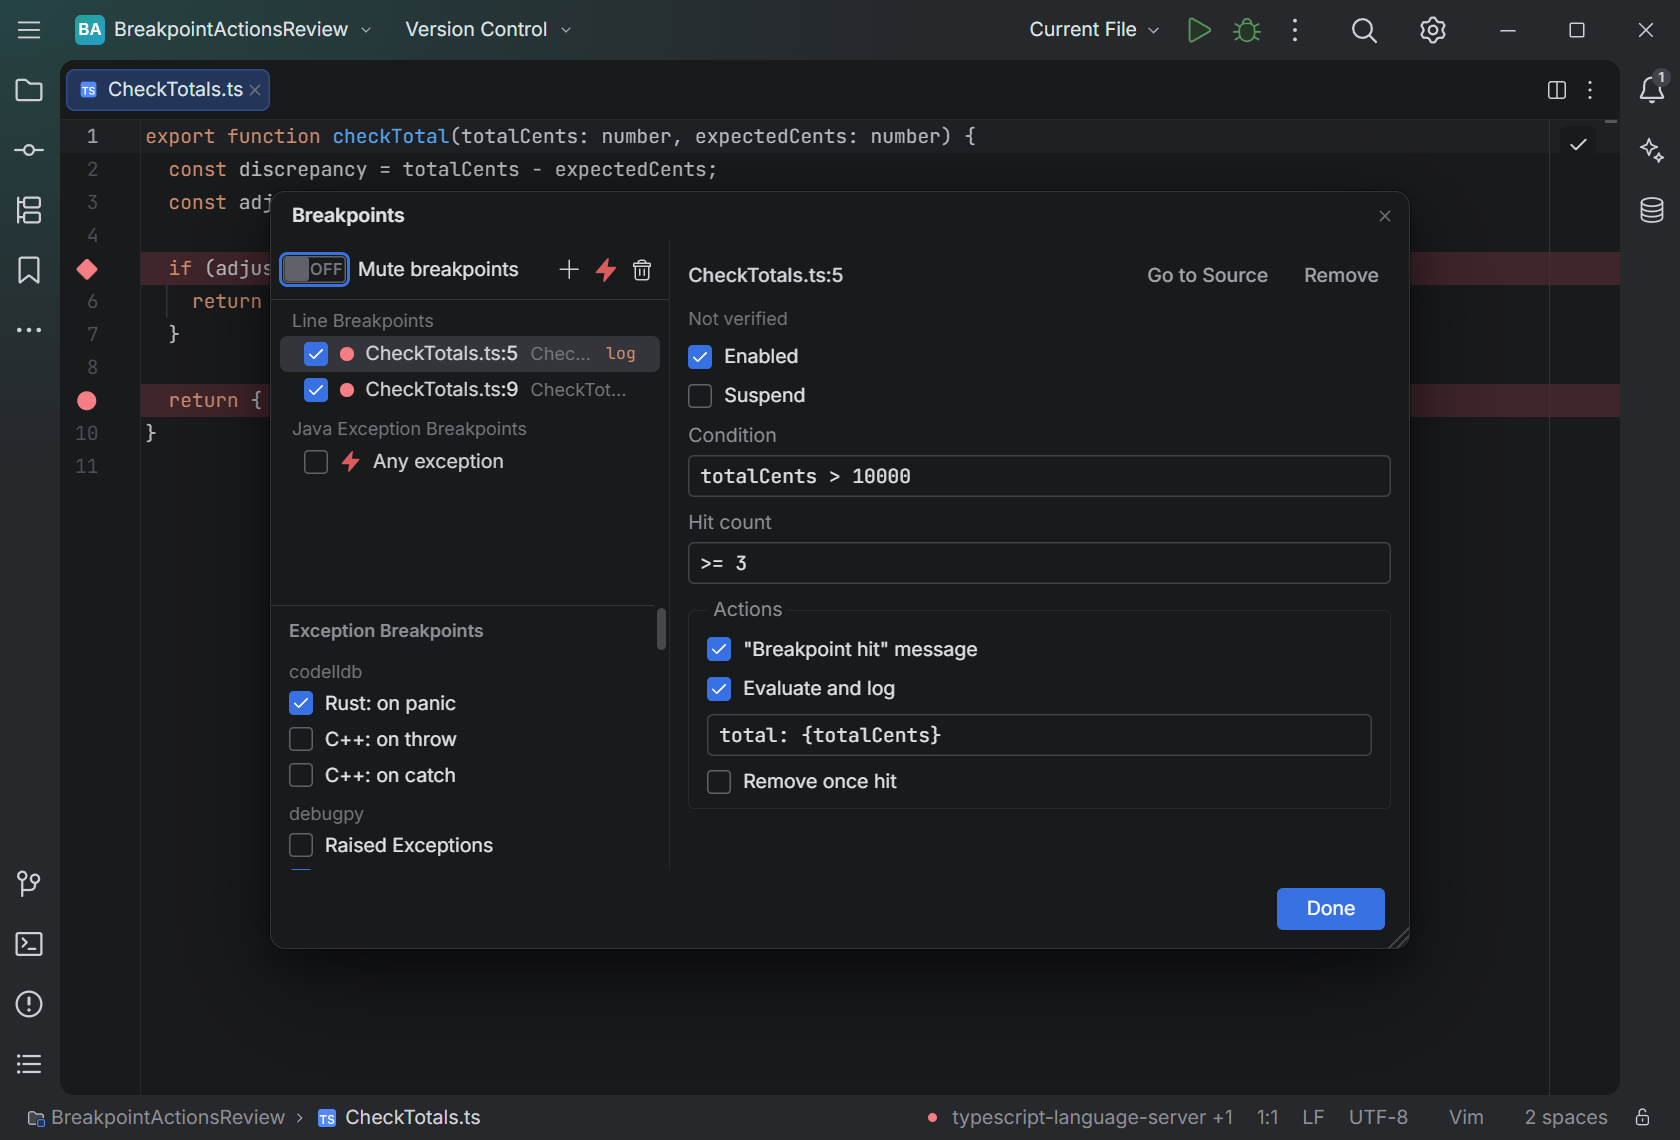 BA BreakpointActionsReview Version Control Current File
CheckTotals.ts
1 export function checkTotal(totalCents: number, expectedCents: number) {
2 const discrepancy = totalCents - expectedCents;
3 const adj
4
if (adjus
6 return
7 }
8
return {
10 }
11
Breakpoints
OFF Mute breakpoints
Line Breakpoints
CheckTotals.ts:5 Chec... log
CheckTotals.ts:9 CheckTot...
Java Exception Breakpoints
Any exception
Exception Breakpoints
codelldb
Rust: on panic
C++: on throw
C++: on catch
debugpy
Raised Exceptions
CheckTotals.ts:5 Go to Source Remove
Not verified
Enabled
Suspend
Condition
totalCents > 10000
Hit count
>= 3
Actions
"Breakpoint hit" message
Evaluate and log
total: {totalCents}
Remove once hit
Done
1
BreakpointActionsReview › TS CheckTotals.ts typescript-language-server +1 1:1 LF UTF-8 Vim 2 spaces